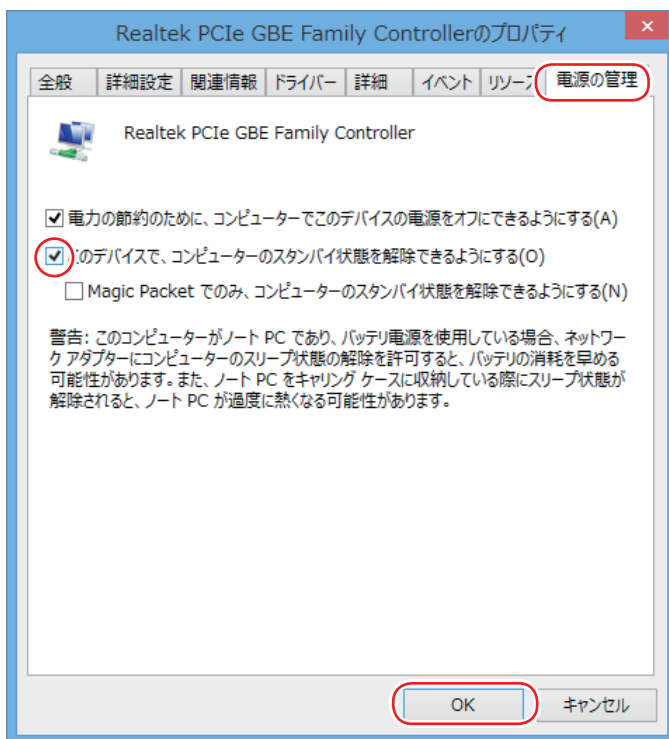 Realtek PCIe GBE Family Controllerのプロパティ
全般 詳細設定 関連情報 ドライバー 詳細 イベント リソース 電源の管理
Realtek PCIe GBE Family Controller
電力の節約のために、コンピューターでこのデバイスの電源をオフにできるようにする(A)
このデバイスで、コンピューターのスタンバイ状態を解除できるようにする(O)
Magic Packet でのみ、コンピューターのスタンバイ状態を解除できるようにする(N)
警告: このコンピューターがノート PC であり、バッテリ電源を使用している場合、ネットワー
ク アダプターにコンピューターのスリープ状態の解除を許可すると、バッテリの消耗を早める
可能性があります。また、ノート PC をキャリング ケースに収納している際にスリープ状態が
解除されると、ノート PC が過度に熱くなる可能性があります。
OK キャンセル